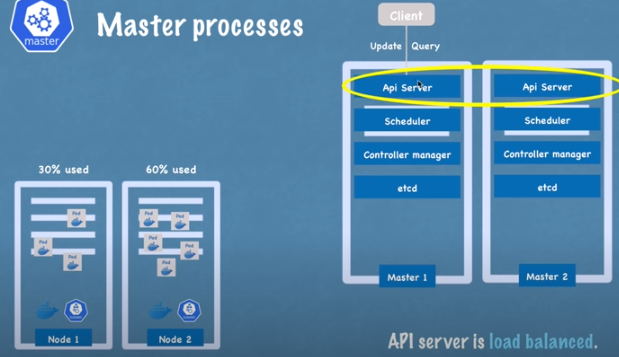 master
Master processes
Client
Update Query
Api Server
Scheduler
Controller manager
etcd
Master 1
Api Server
Scheduler
Controller manager
etcd
Master 2
30% used
Pod
Pod
Pod
Node 1
60% used
Pod
Pod
Pod
Pod
Pod
Node 2
API server is load balanced.